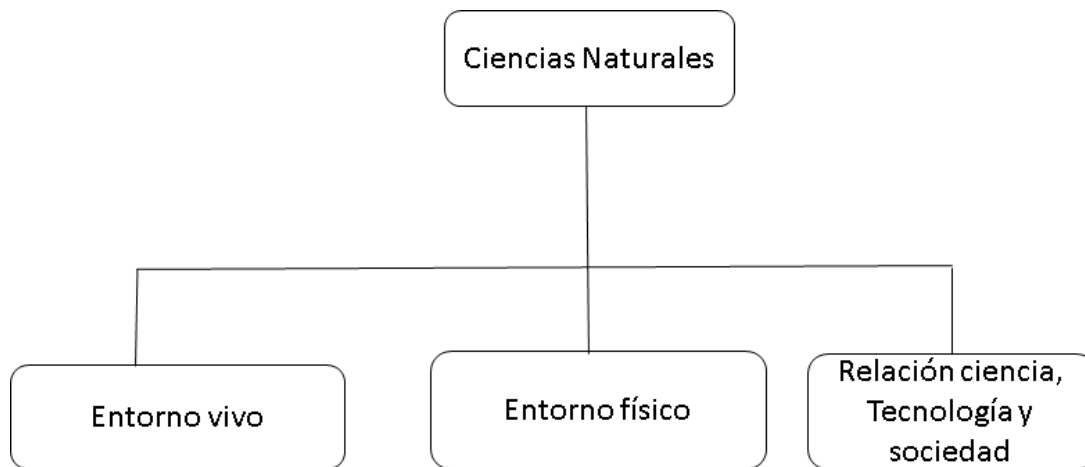 Ciencias Naturales
Entorno vivo
Entorno físico
Relación ciencia,
Tecnología y
sociedad